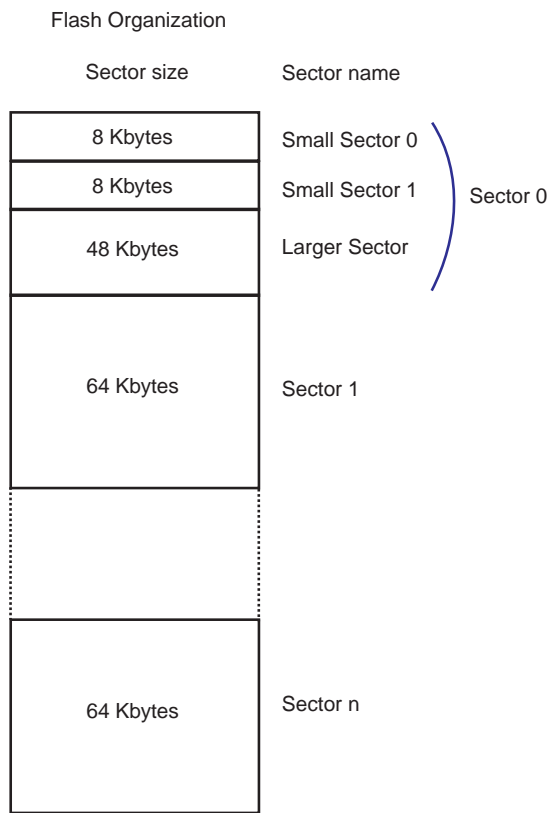 Flash Organization
Sector size Sector name
8 Kbytes Small Sector 0
8 Kbytes Small Sector 1 Sector 0
48 Kbytes Larger Sector
64 Kbytes Sector 1
64 Kbytes Sector n